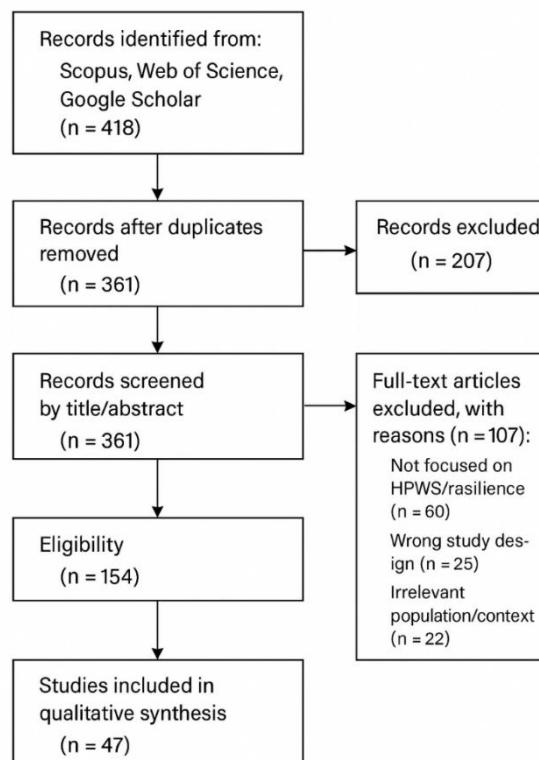 Records identified from:
Scopus, Web of Science,
Google Scholar
(n = 418)
Records after duplicates
removed
(n = 361)
Records excluded
(n = 207)
Records screened
by title/abstract
(n = 361)
Full-text articles
excluded, with
reasons (n = 107):
Not focused on
HPWS/rasilience
(n = 60)
Wrong study des-
ign (n = 25)
Irrelevant
population/context
(n = 22)
Eligibility
(n = 154)
Studies included in
qualitative synthesis
(n = 47)